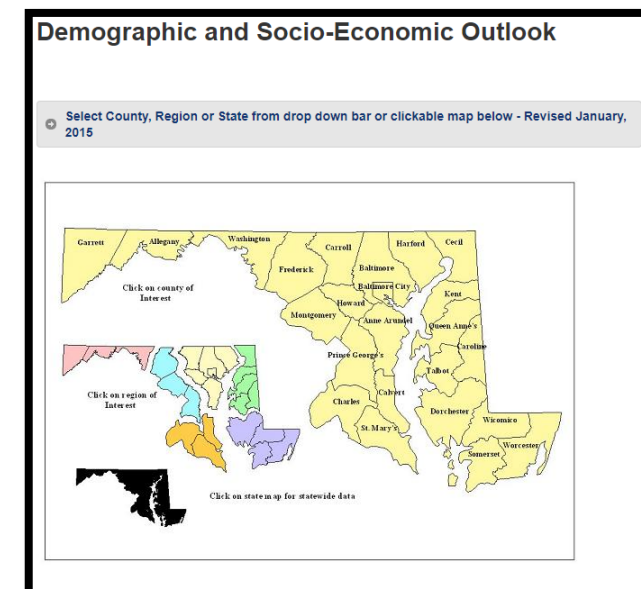 Demographic and Socio-Economic Outlook
Select County, Region or State from drop down bar or clickable map below - Revised January,
2015
Garrett
Allegany
Washington
Carroll
Harford
Cecil
Frederick
Baltimore
Click on county of
Interest
Baltimore City
Kent
Howard
Montgomery
Anne Arundel
Queen Anne's
Caroline
Prince George's
Talbot
Click on region of
Interest
Calvert
Charles
Dorchester
Wicomico
St. Mary's
Worcester
Somerset
Click on state map for statewide data